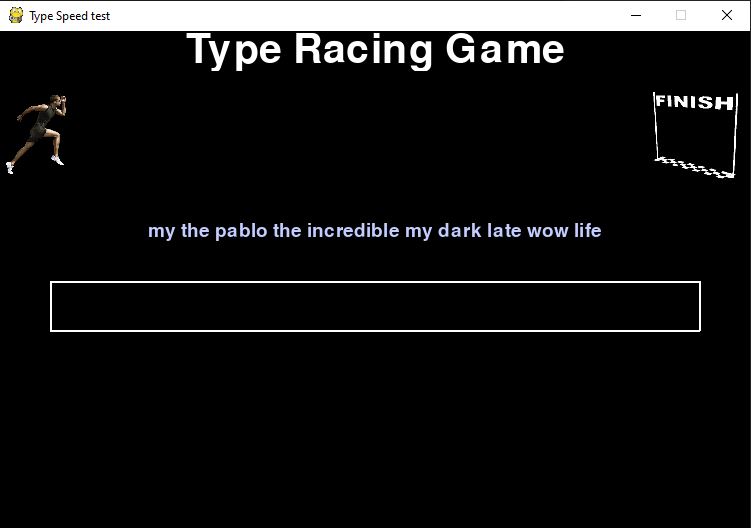 Type Speed test
Type Racing Game
FINISH
my the pablo the incredible my dark late wow life